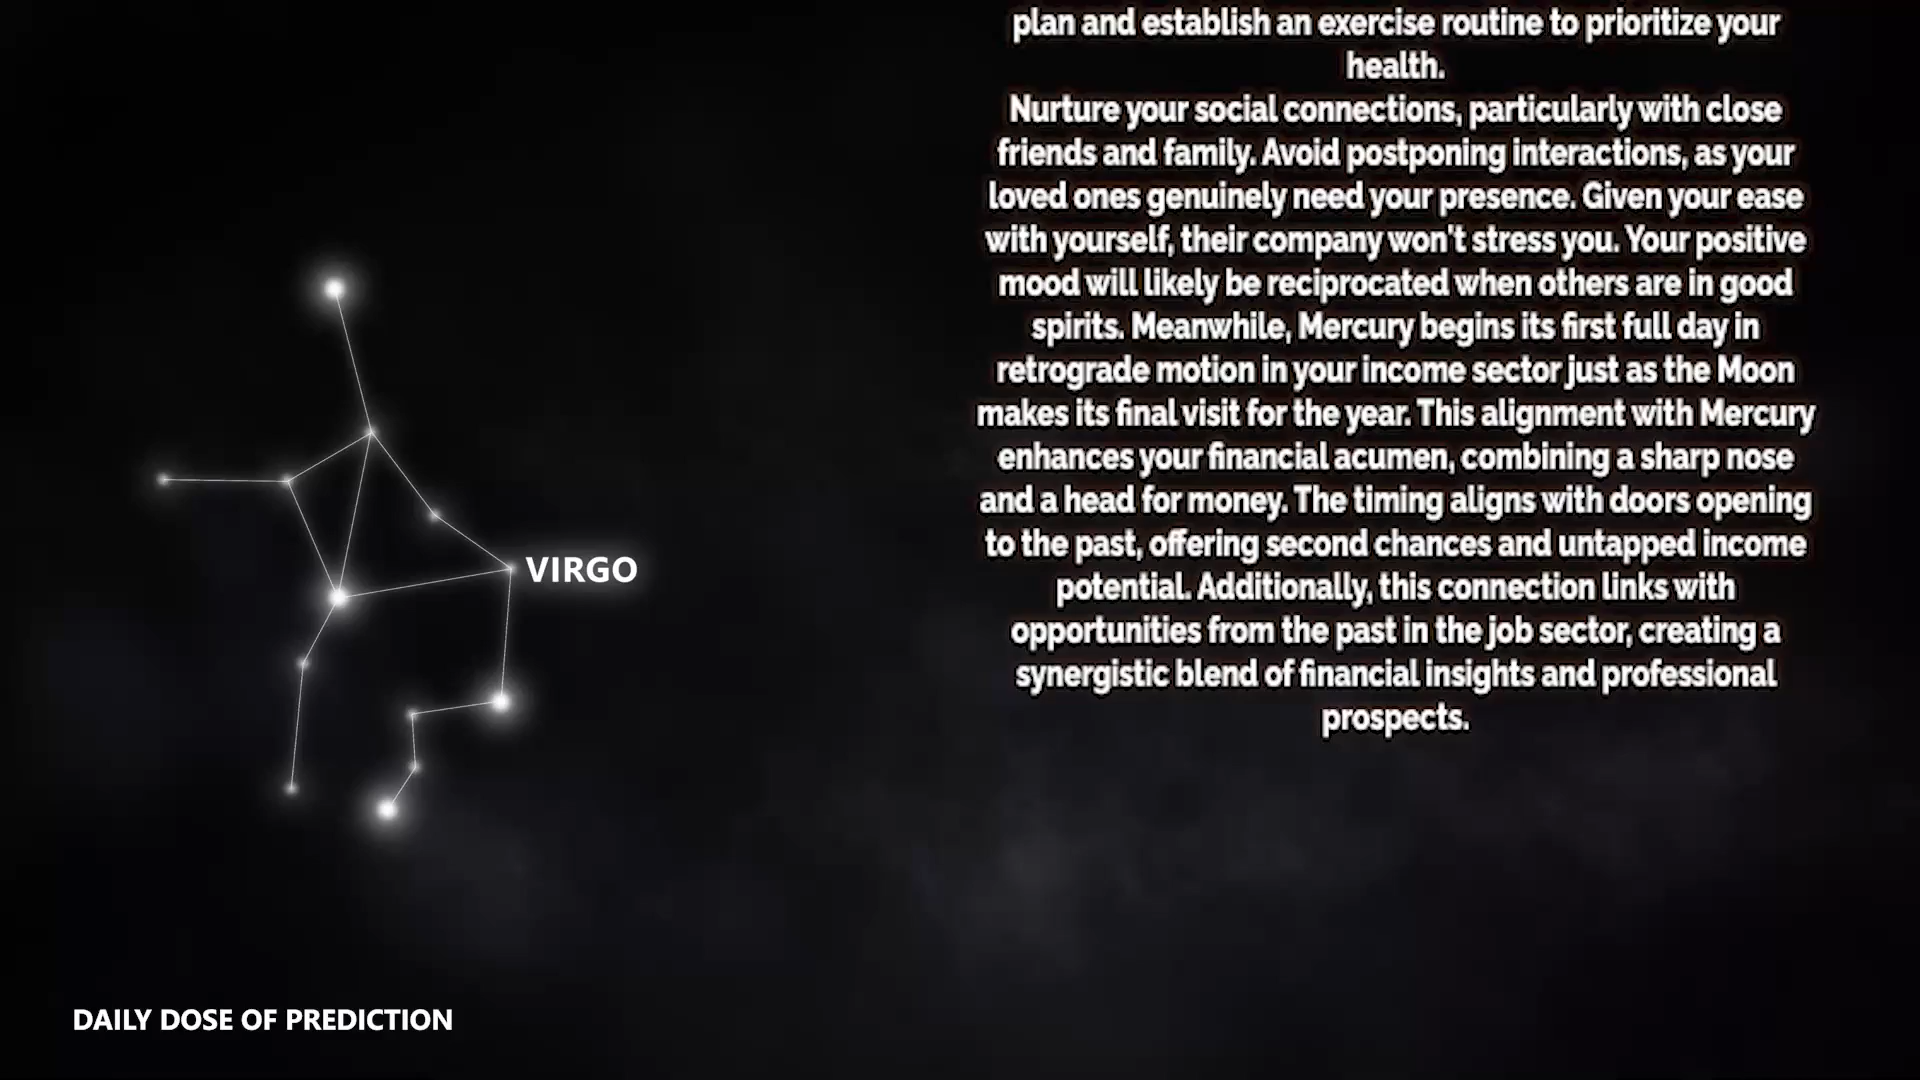 plan and establish an exercise routine to prioritize your
health.
Nurture your social connections, particularly with close
friends and family. Avoid postponing interactions, as your
loved ones genuinely need your presence. Given your ease
with yourself, their company won't stress you. Your positive
mood will likely be reciprocated when others are in good
spirits. Meanwhile, Mercury begins its first full day in
retrograde motion in your income sector just as the Moon
makes its final visit for the year. This alignment with Mercury
enhances your financial acumen, combining a sharp nose
and a head for money. The timing aligns with doors opening
to the past, offering second chances and untapped income
potential. Additionally, this connection links with
opportunities from the past in the job sector, creating a
synergistic blend of financial insights and professional
prospects.
VIRGO
DAILY DOSE OF PREDICTION